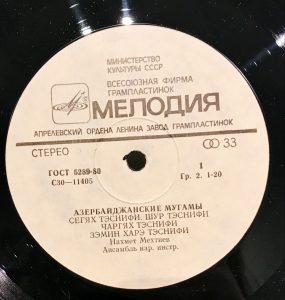 МИНИСТЕРСТВО
КУЛЬТУРЫ СССР
ВСЕСОЮЗНАЯ ФИРМА
ГРАМПЛАСТИНОК
МЕЛОДИЯ
АПРЕЛЕВСКИЙ ОРДЕНА ЛЕНИНА ЗАВОД ГРАМПЛАСТИНОК
СТЕРЕО
33
ГОСТ 5289-80
С30—11405
1
Гр. 2. 1-20
АЗЕРБАЙДЖАНСКИЕ МУГАМЫ
СЕГЯХ ТЭСНИФИ, ШУР ТЭСНИФИ
ЧАРГЯХ ТЭСНИФИ
ЗЭМИН ХАРЭ ТЭСНИФИ
Нахмет Мехтиев
Ансамбль нар. инстр.